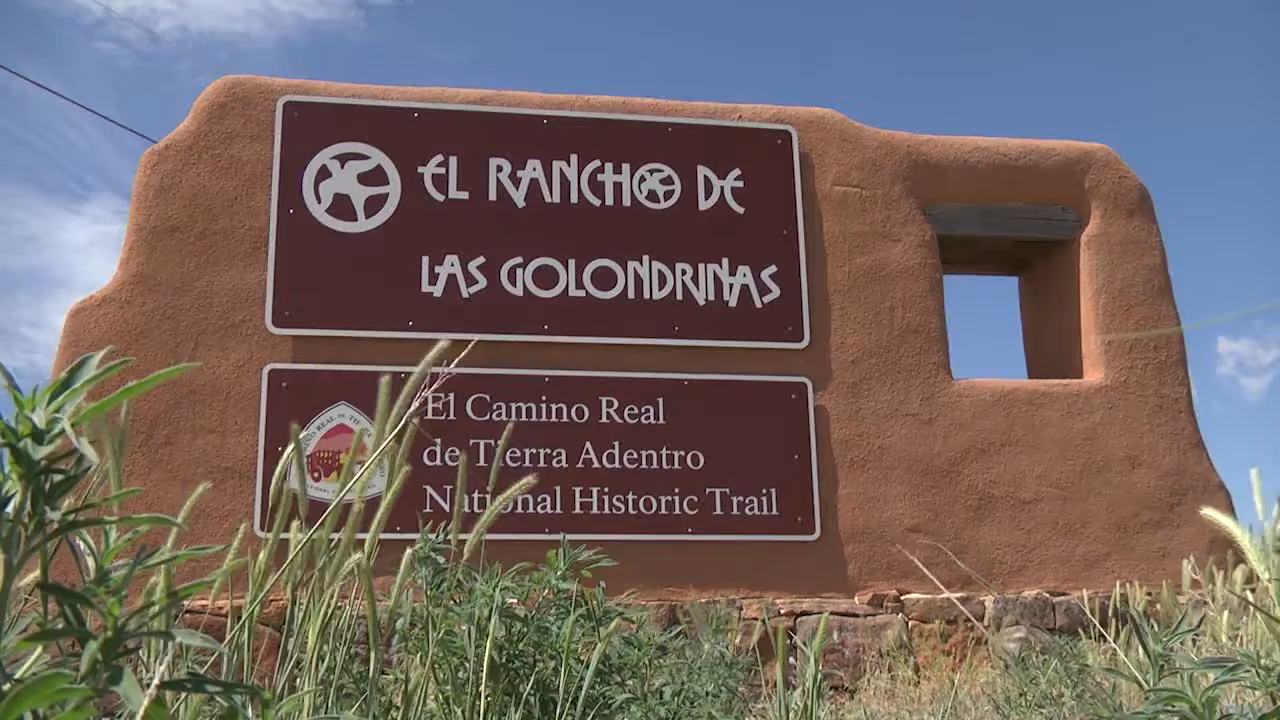 EL RANCHO DE
LAS GOLONDRINAS
El Camino Real
de Tierra Adentro
National Historic Trail